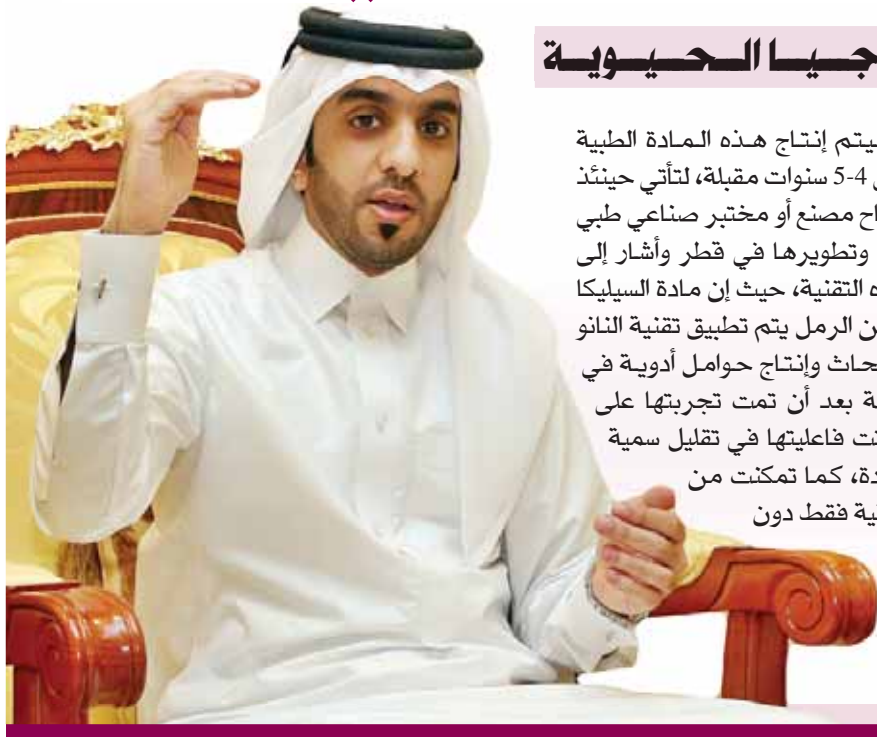 جيا الحيوية
يتم إنتاج هذه المادة الطبية
4-5 سنوات مقبلة، لتأتي حينئذ
اح مصنع أو مختبر صناعي طبي
وتطويرها في قطر وأشار إلى
ه التقنية، حيث إن مادة السيليكا
ن الرمل يتم تطبيق تقنية النانو
حاث وإنتاج حوامل أدوية في
ة بعد أن تمت تجربتها على
نت فاعليتها في تقليل سمية
دة، كما تمكنت من
ية فقط دون